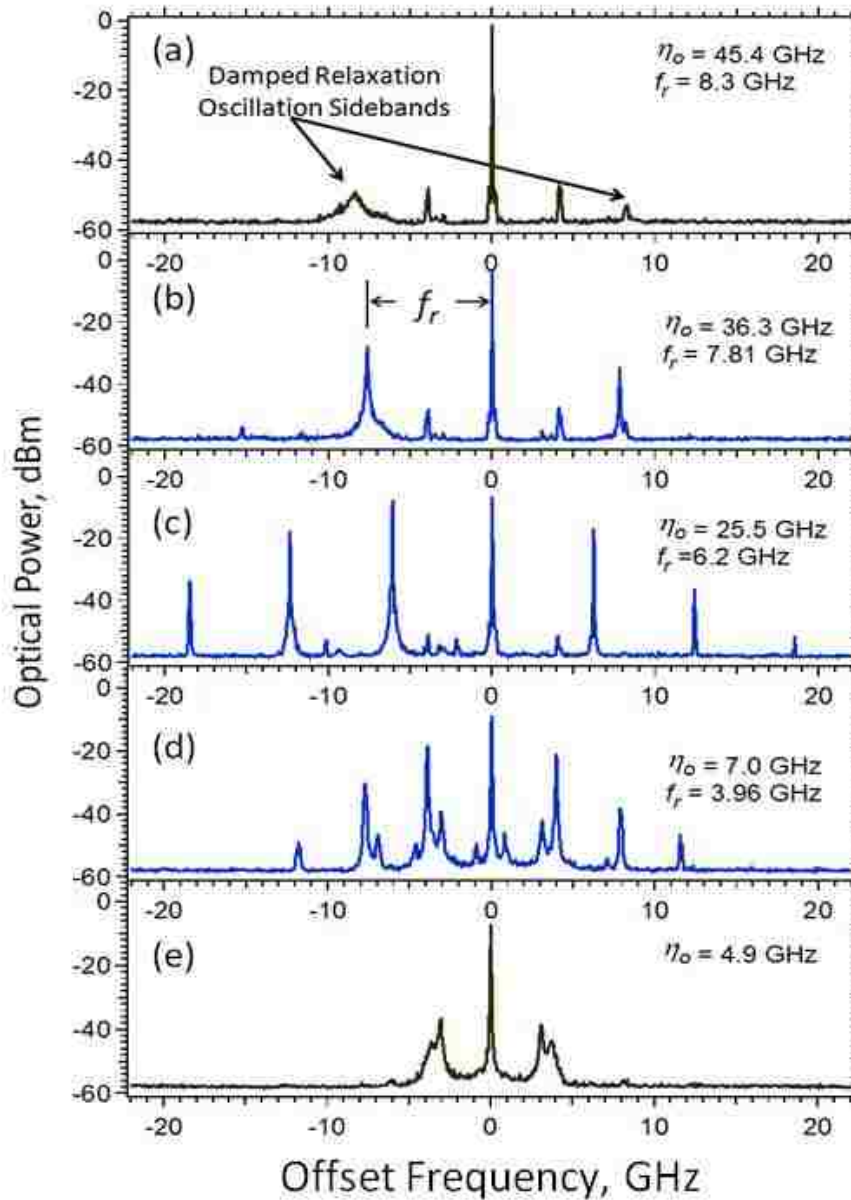 Optical Power, dBm
0
-20
-40
-60
(a)
Damped Relaxation
Oscillation Sidebands
ηo = 45.4 GHz
fr = 8.3 GHz
-20 -10 0 10 20
0
-20
-40
-60
(b)
fr
ηo = 36.3 GHz
fr = 7.81 GHz
-20 -10 0 10 20
0
-20
-40
-60
(c)
ηo = 25.5 GHz
fr =6.2 GHz
-20 -10 0 10 20
0
-20
-40
-60
(d)
ηo = 7.0 GHz
fr = 3.96 GHz
-20 -10 0 10 20
0
-20
-40
-60
(e)
ηo = 4.9 GHz
-20 -10 0 10 20
Offset Frequency, GHz